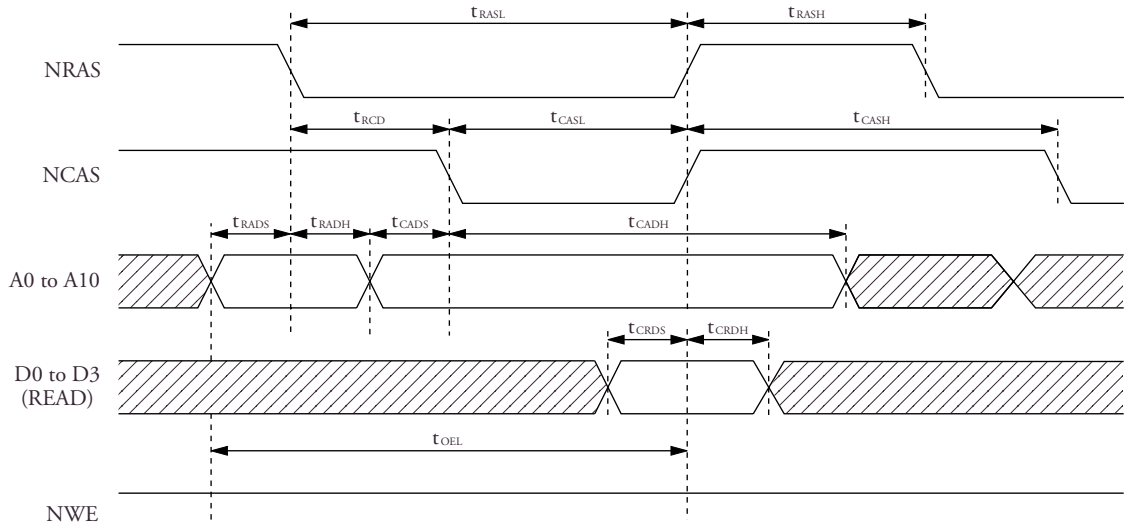 tRASL tRASH
NRAS
tRCD tCASL tCASH
NCAS
tRADS tRADH tCADS tCADH
A0 to A10
tCRDS tCRDH
D0 to D3
(READ)
tOEL
NWE